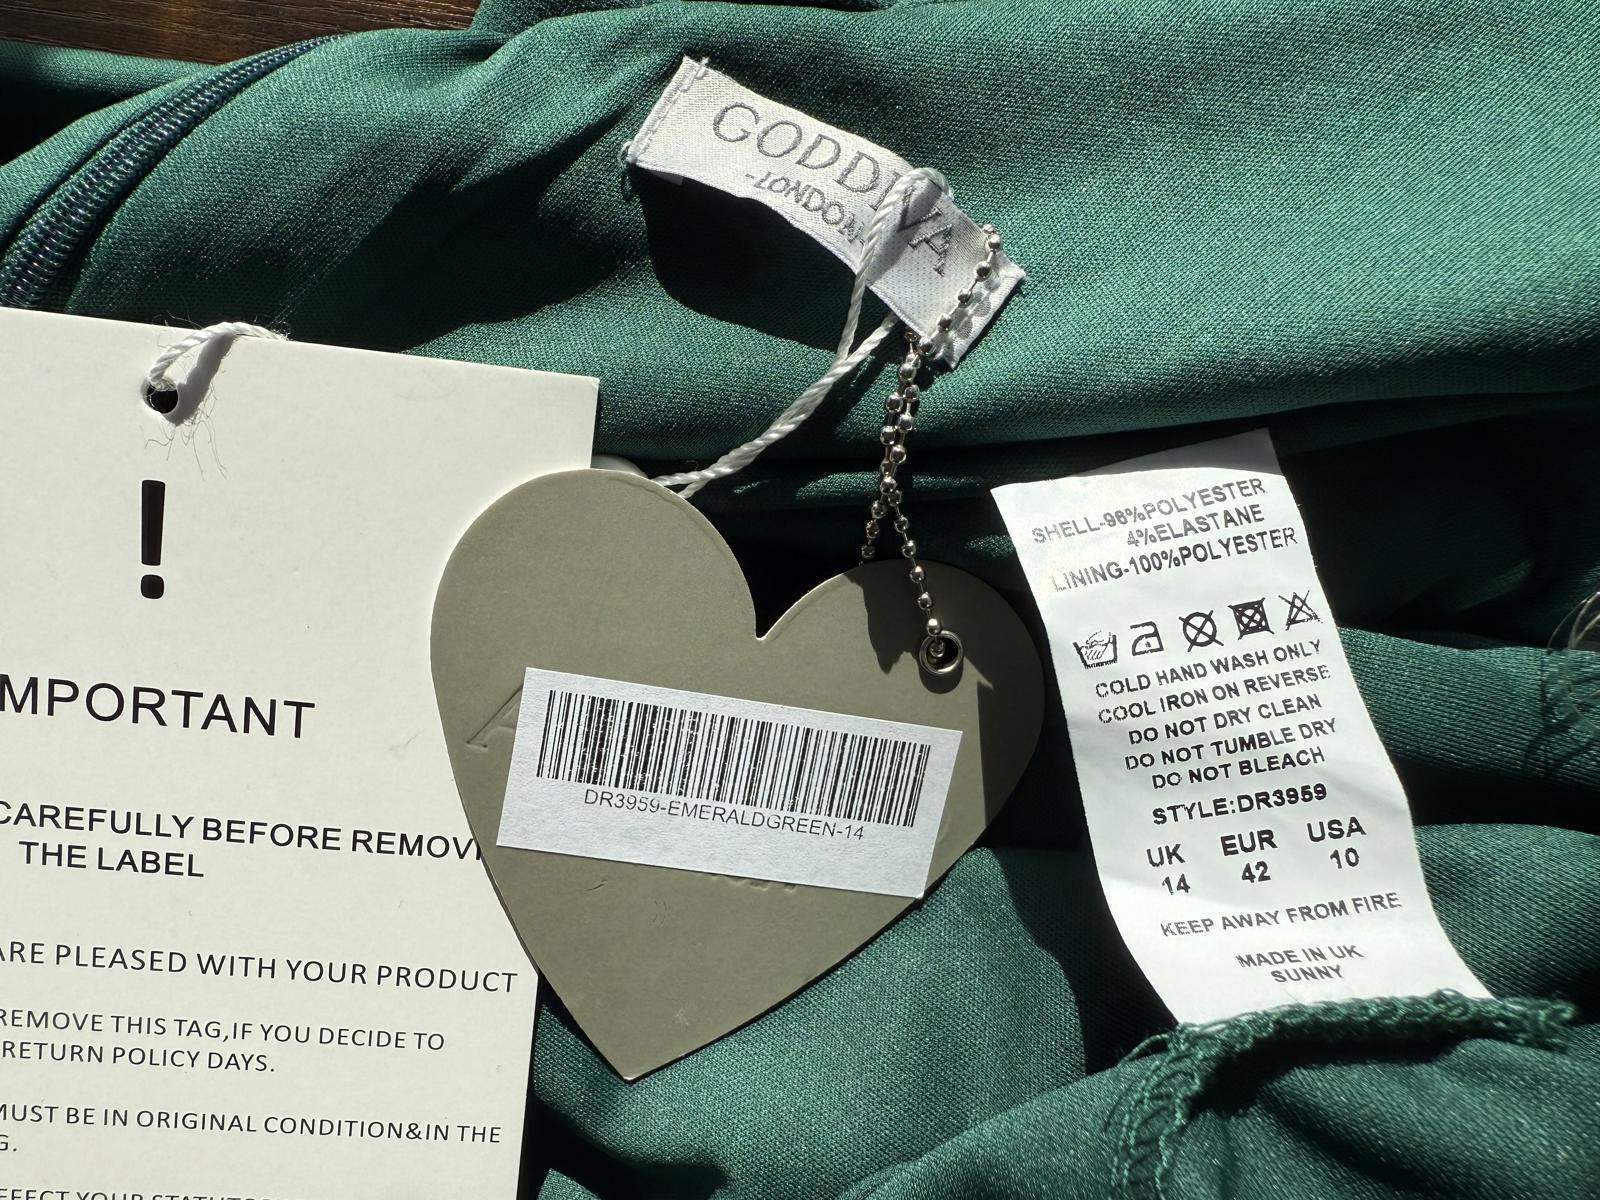 GODDIVA
-LONDON-
!
MPORTANT
CAREFULLY BEFORE REMOV
THE LABEL
ARE PLEASED WITH YOUR PRODUCT
REMOVE THIS TAG,IF YOU DECIDE TO
RETURN POLICY DAYS.
MUST BE IN ORIGINAL CONDITION&IN THE
G.
DR3959-EMERALDGREEN-14
SHELL-96%POLYESTER
4%ELASTANE
LINING-100%POLYESTER
COLD HAND WASH ONLY
COOL IRON ON REVERSE
DO NOT DRY CLEAN
DO NOT TUMBLE DRY
DO NOT BLEACH
STYLE:DR3959
UK EUR USA
14 42 10
KEEP AWAY FROM FIRE
MADE IN UK
SUNNY